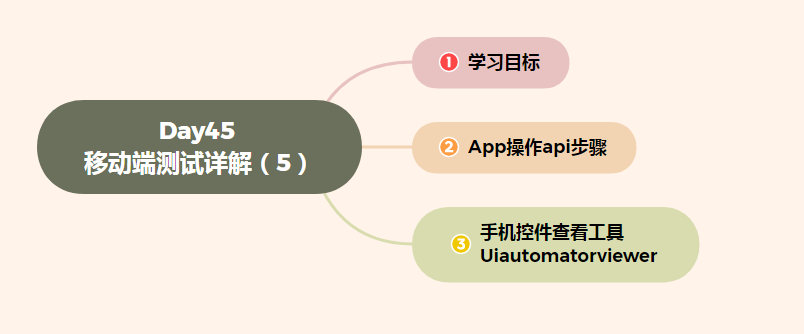 Day45
移动端测试详解（5）
1 学习目标
2 App操作api步骤
3 手机控件查看工具
Uiautomatorviewer